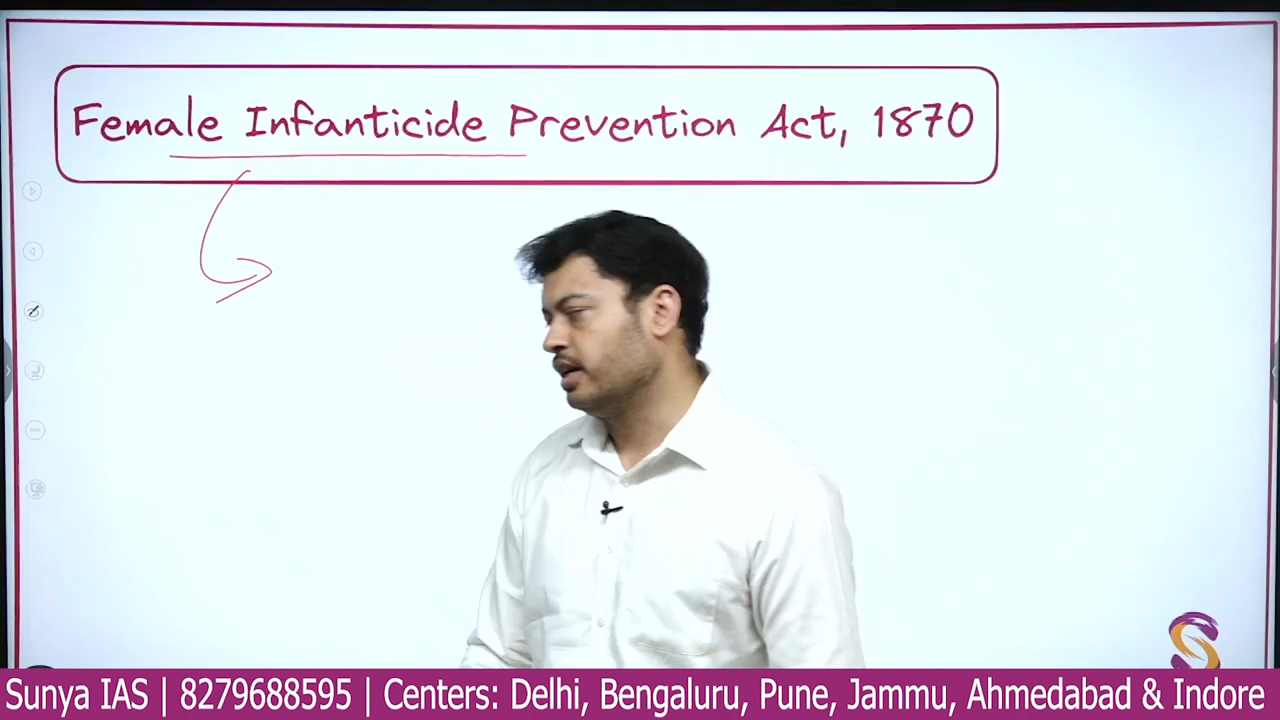 Female Infanticide Prevention Act, 1870
Sunya IAS | 8279688595 | Centers: Delhi, Bengaluru, Pune, Jammu, Ahmedabad & Indore